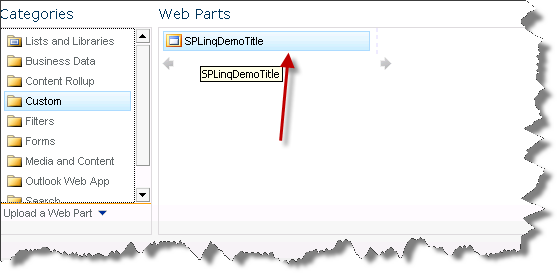 Categories
Lists and Libraries
Business Data
Content Rollup
Custom
Filters
Forms
Media and Content
Outlook Web App
Search
Upload a Web Part
Web Parts
SPLinqDemoTitle
SPLinqDemoTitle